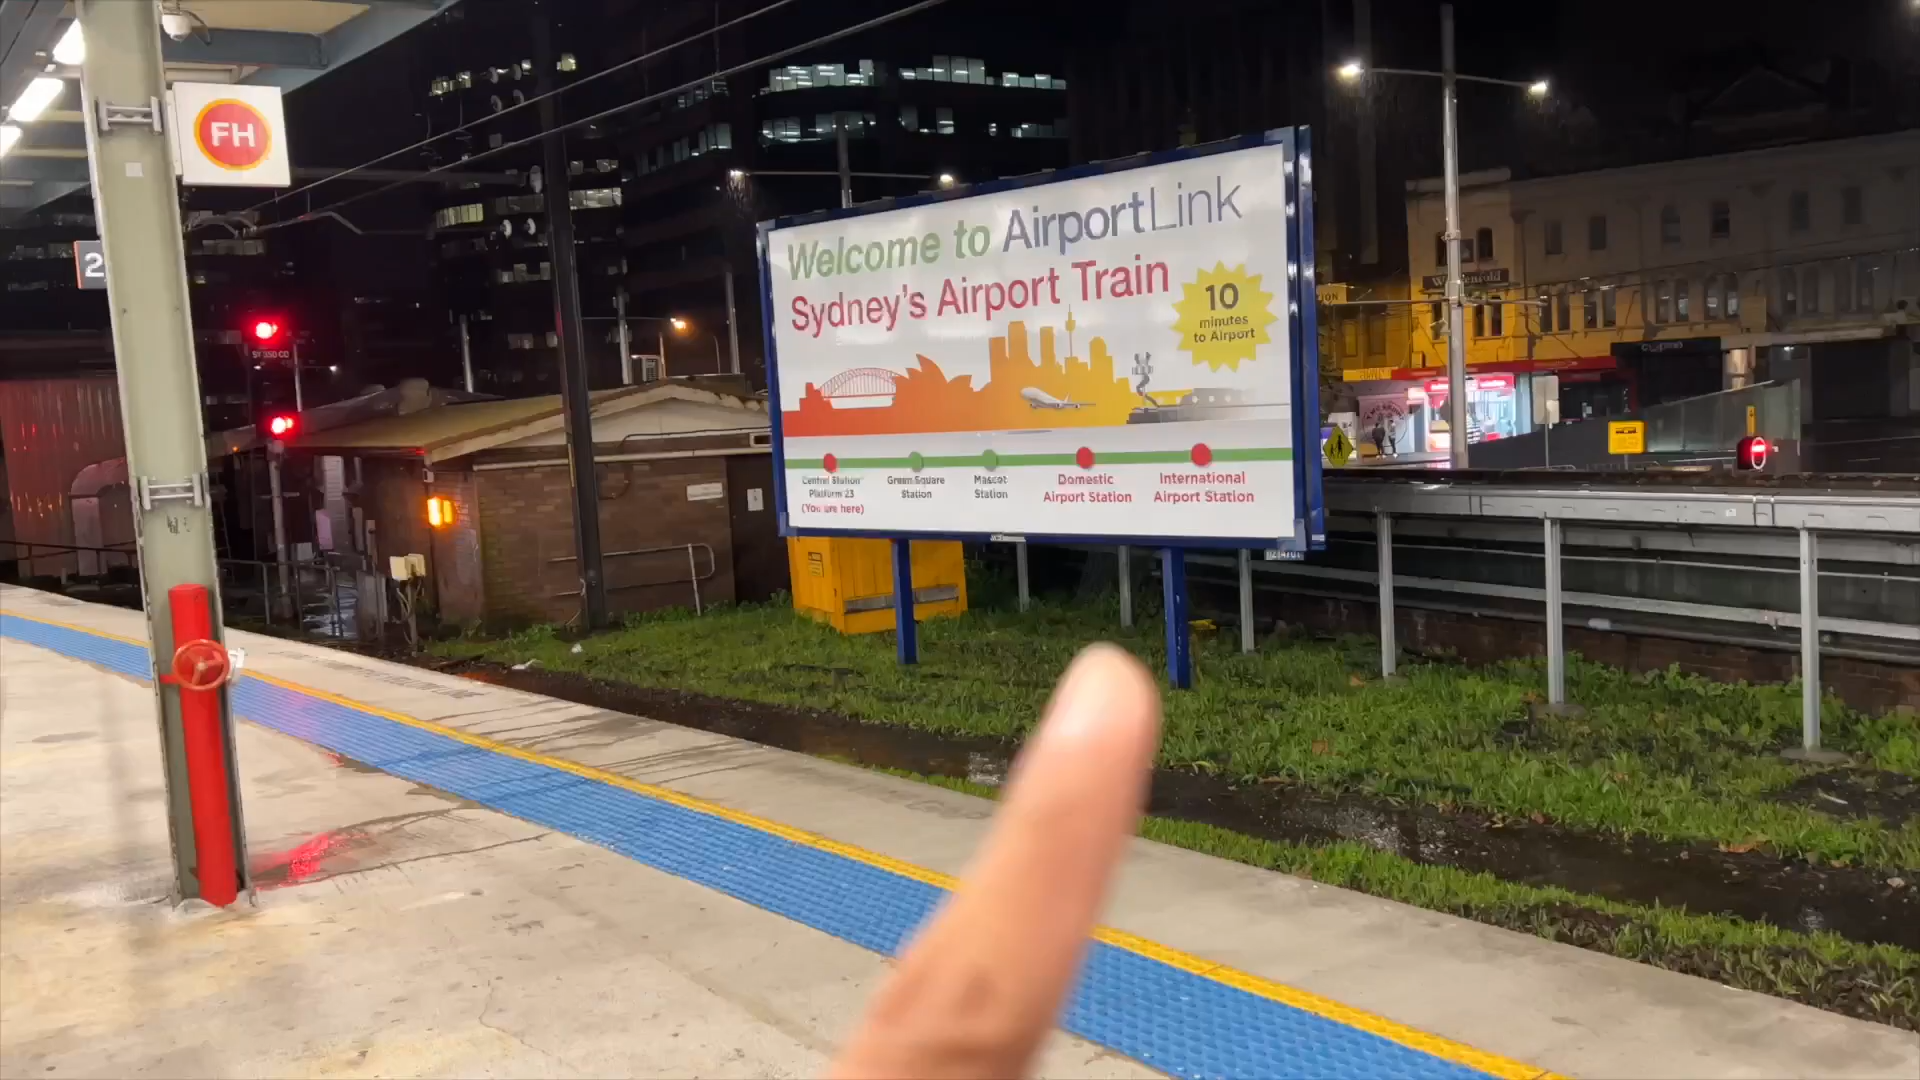 FH
2
Welcome to AirportLink
Sydney's Airport Train
10
minutes
to Airport
Central Station
Platform 23
(You are here)
Green Square
Station
Mascot
Station
Domestic
Airport Station
International
Airport Station